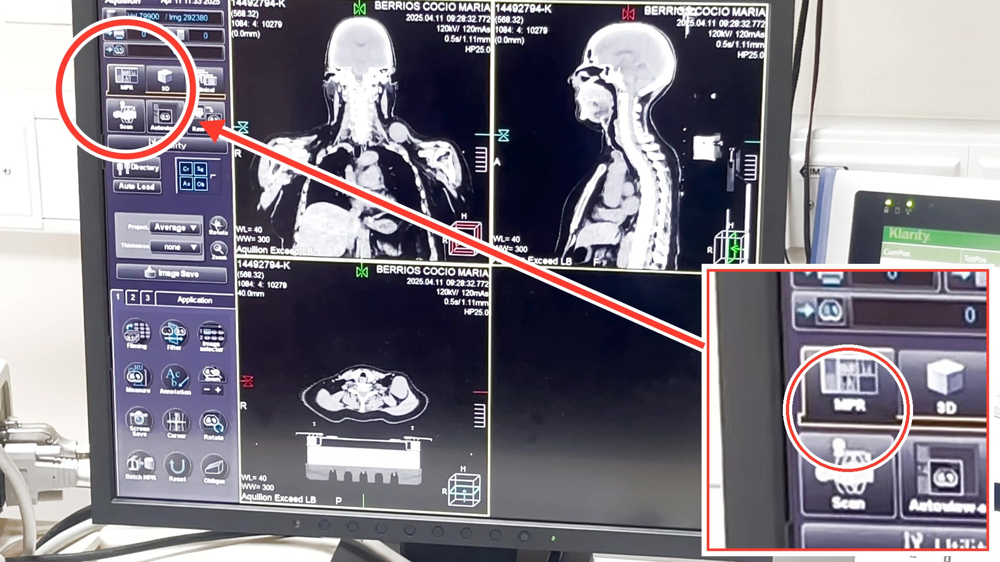 Aquilion Apr 11 11:33 2025
Vol 79900 / Img 292380
0 0
MPR 3D
Scan
Directory
Auto Load
Cr Sg
Ax Ob
Project. Average
Rotate
Thickness none
Zoom
Image Save
1 2 3 Application
Filming Filter Image selector
Measure Annotation Zoom
Screen Save Cursor Rotate
Batch MPR Reset Oblique
14492794-K BERRIOS COCIO MARIA
(568.32) 2025.04.11 09:28:32.772
1084: 4: 10279 120kV/ 120mAs
(0.0mm) 0.5s/1.11mm
HP25.0
R
H
R
WL= 40
WW= 300
Aquilion Exceed LB F
14492794-K BERRIOS COCIO MARIA
(568.32) 2025.04.11 09:28:32.772
1084: 4: 10279 120kV/ 120mAs
(0.0mm) 0.5s/1.11mm
HP25.0
A
H
R
WL= 40
WW= 300
Exceed LB F
14492794-K BERRIOS COCIO MARIA
(568.32) 2025.04.11 09:28:32.772
1084: 4: 10279 120kV/ 120mAs
40.0mm 0.5s/1.11mm
HP25.0
R
H
R
WL= 40
WW= 300
Aquilion Exceed LB P
IM
Klarity
CurrPos TgtPos
0
0
MPR 3D
Scan Autoview